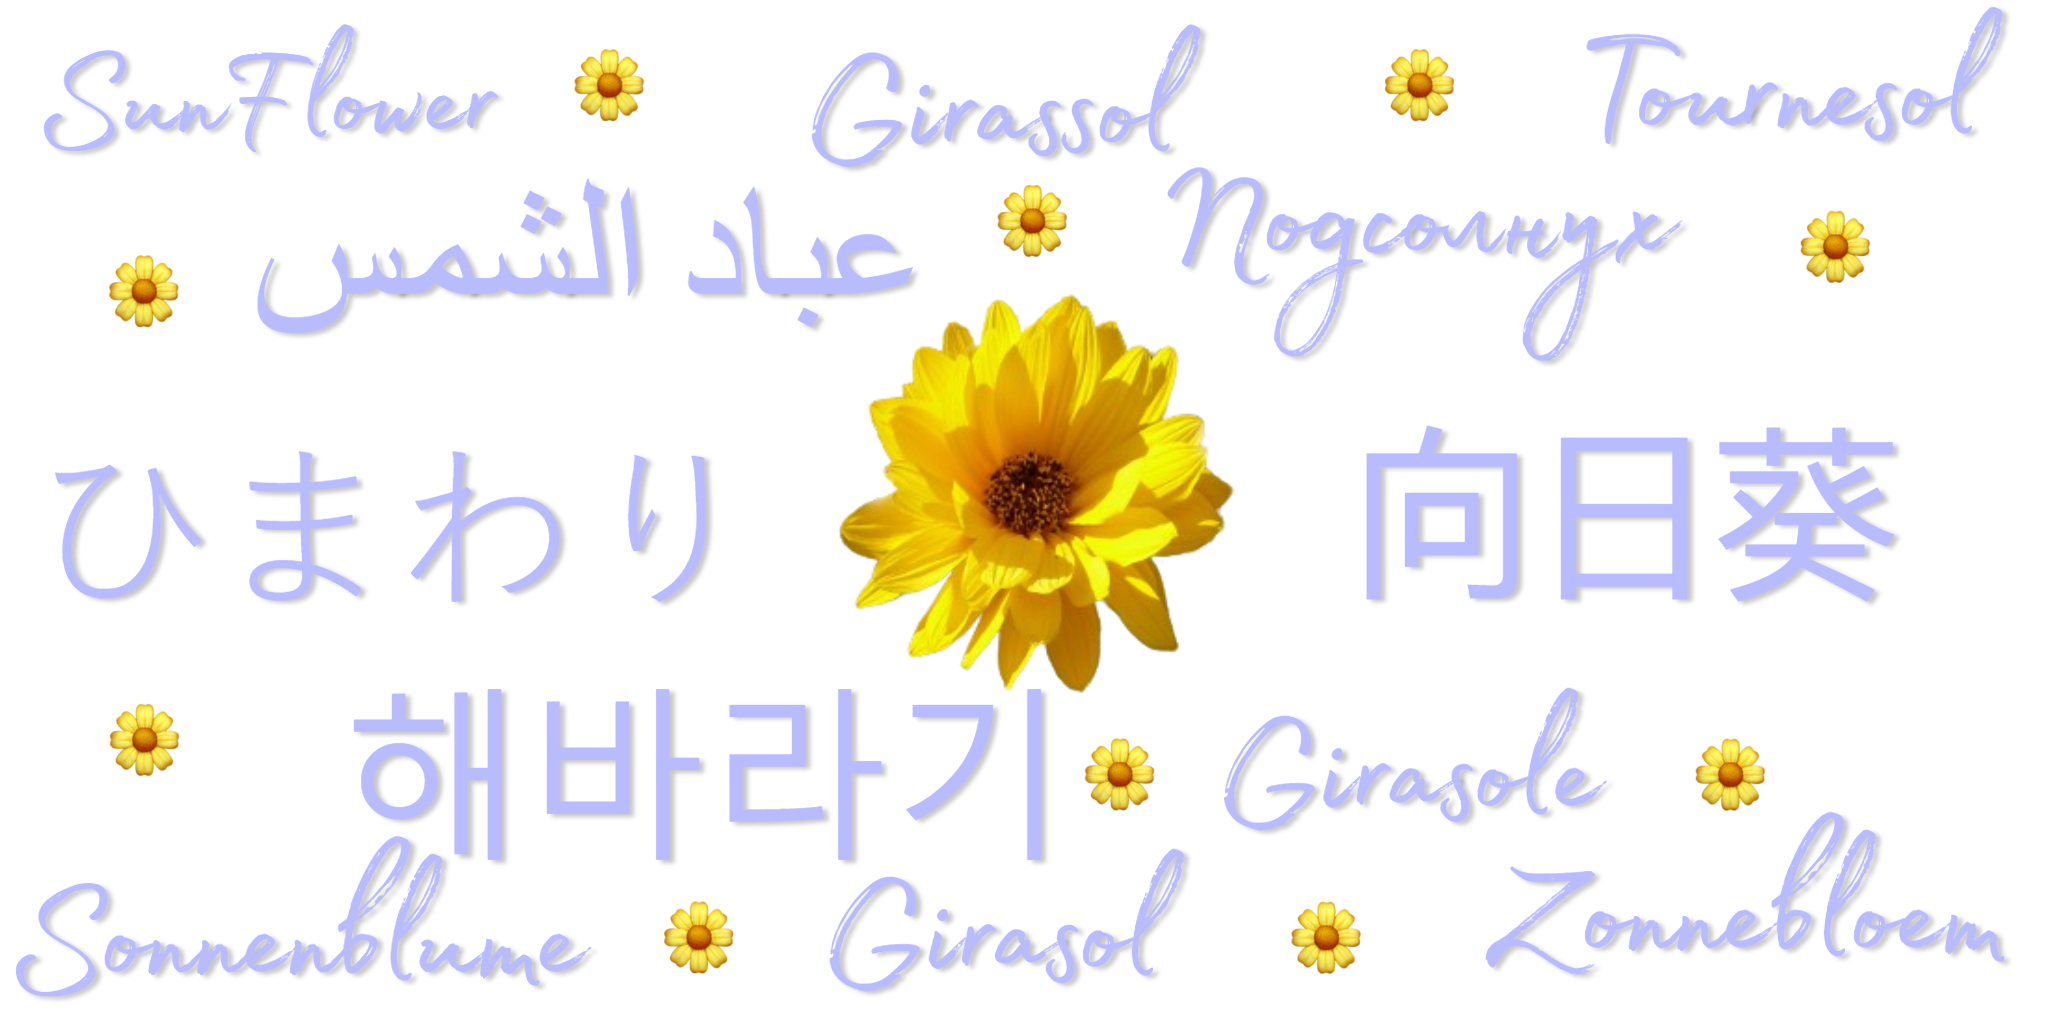 SunFlower Girassol Tournesol
عباد الشمس Подсолнух
ひまわり 向日葵
해바라기 Girasole
Sonnenblume Girasol Zonnebloem